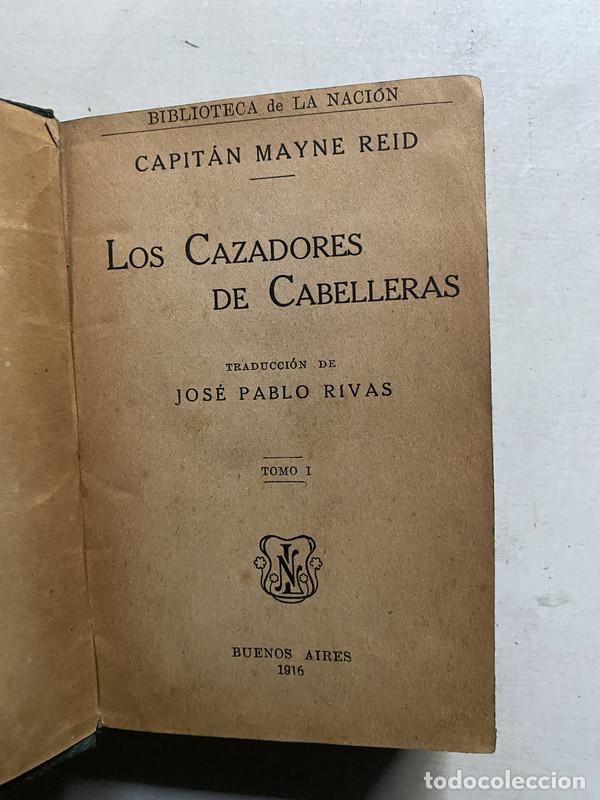 BIBLIOTECA de LA NACIÓN
CAPITÁN MAYNE REID
LOS CAZADORES
DE CABELLERAS
TRADUCCIÓN DE
JOSÉ PABLO RIVAS
TOMO I
LN
BUENOS AIRES
1916
todocoleccion